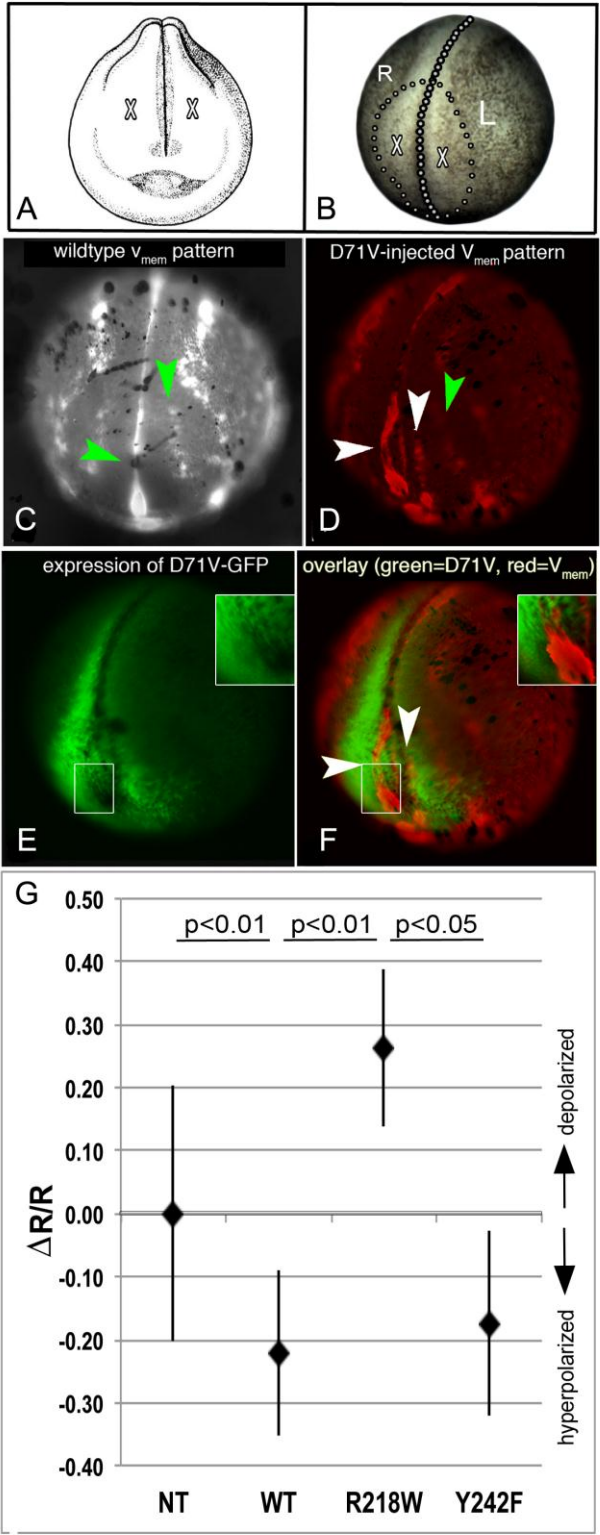 X X
A
R
L
X X
B
wildtype vmem pattern
C
D71V-injected Vmem pattern
D
expression of D71V-GFP
E
overlay (green=D71V, red=Vmem)
F
G
0.50
0.40
0.30
0.20
0.10
0.00
-0.10
-0.20
-0.30
-0.40
ΔR/R
p<0.01 p<0.01 p<0.05
depolarized
hyperpolarized
NT WT R218W Y242F